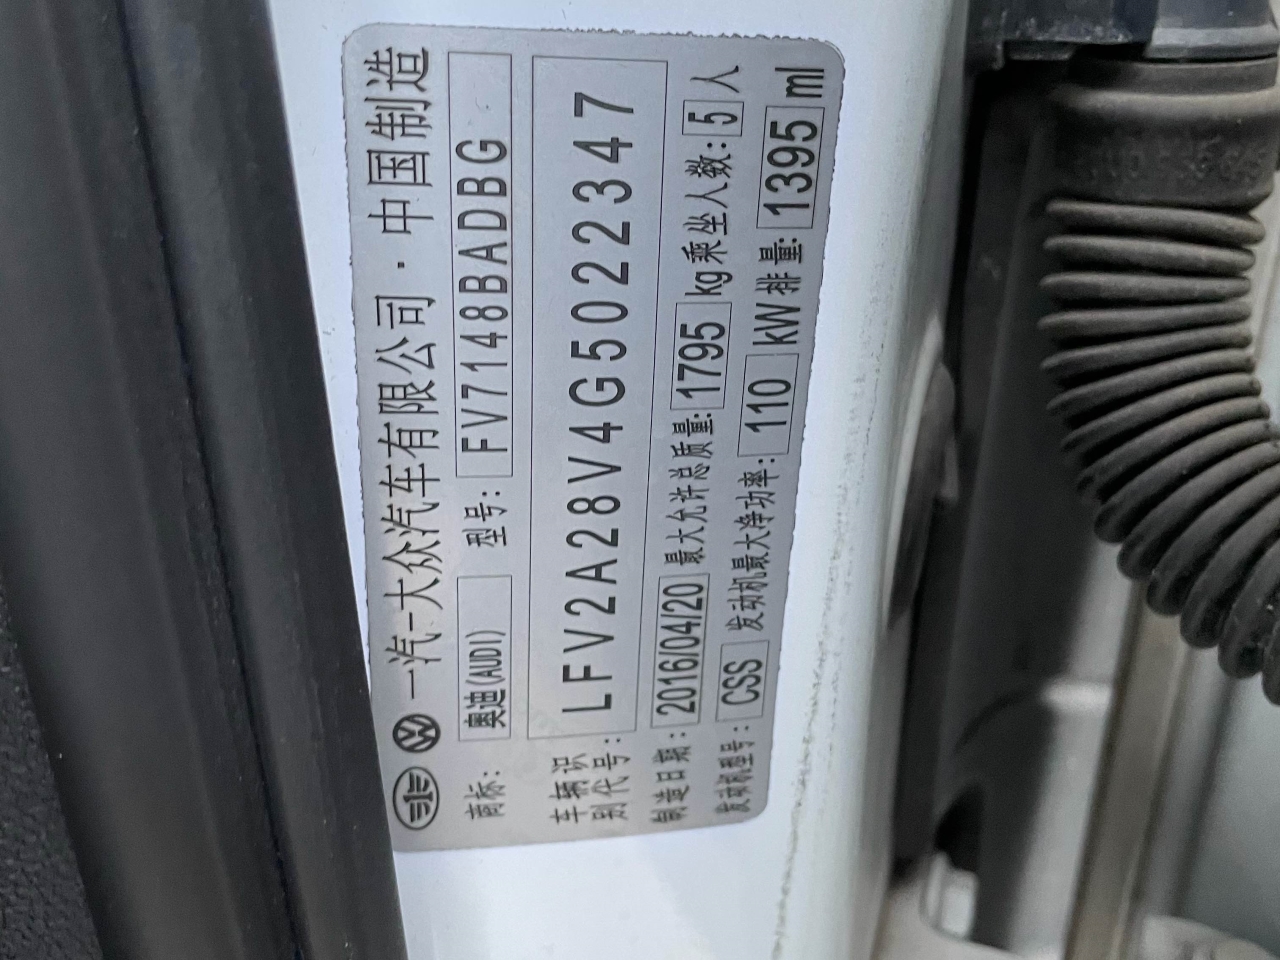 一汽-大众汽车有限公司·中国制造
商标: 奥迪(AUDI) 型号: FV7148BADBG
车辆识别代号: LFV2A28V4G5022347
制造日期: 2016/04/20 最大允许总质量: 1795 kg 乘坐人数: 5 人
发动机型号: CSS 发动机最大净功率: 110 kW 排量: 1395 ml